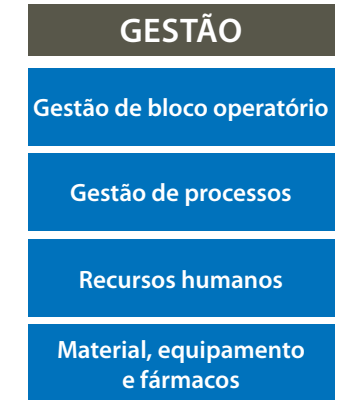 GESTÃO
Gestão de bloco operatório
Gestão de processos
Recursos humanos
Material, equipamento
e fármacos